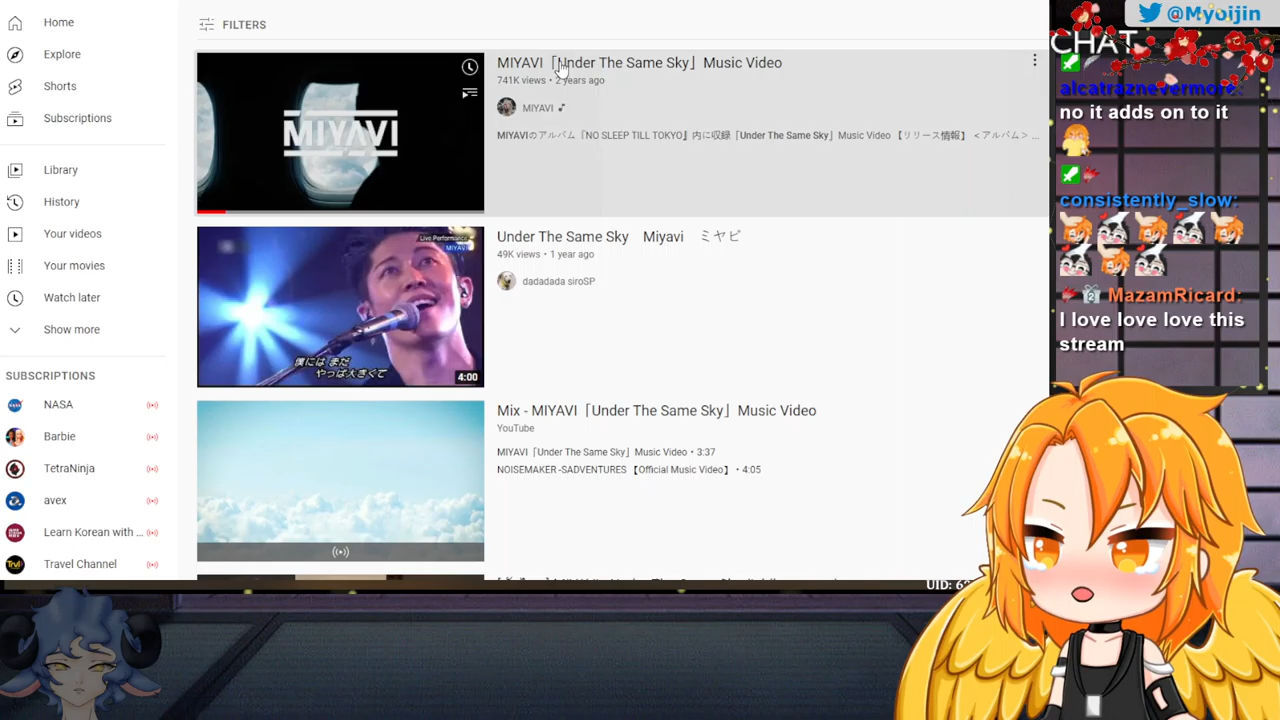 Home
Explore
Shorts
Subscriptions
Library
History
Your videos
Your movies
Watch later
Show more
SUBSCRIPTIONS
NASA
Barbie
TetraNinja
avex
Learn Korean with ...
Travel Channel
FILTERS
MIYAVI
MIYAVI「Under The Same Sky」Music Video
741K views • 2 years ago
MIYAVI ♪
MIYAVIのアルバム『NO SLEEP TILL TOKYO』内に収録「Under The Same Sky」Music Video 【リリース情報】 ＜アルバム＞ ...
Live Performance
MIYAVI
僕には まだ
やっぱ大きくて
4:00
Under The Same Sky　Miyavi　ミヤビ
49K views • 1 year ago
dadadada siroSP
Mix - MIYAVI「Under The Same Sky」Music Video
YouTube
MIYAVI「Under The Same Sky」Music Video • 3:37
NOISEMAKER -SADVENTURES 【Official Music Video】 • 4:05
UID:
@Myoijin
CHAT
alcatraznevermore:
no it adds on to it
consistently_slow:
MazamRicard:
I love love love this
stream